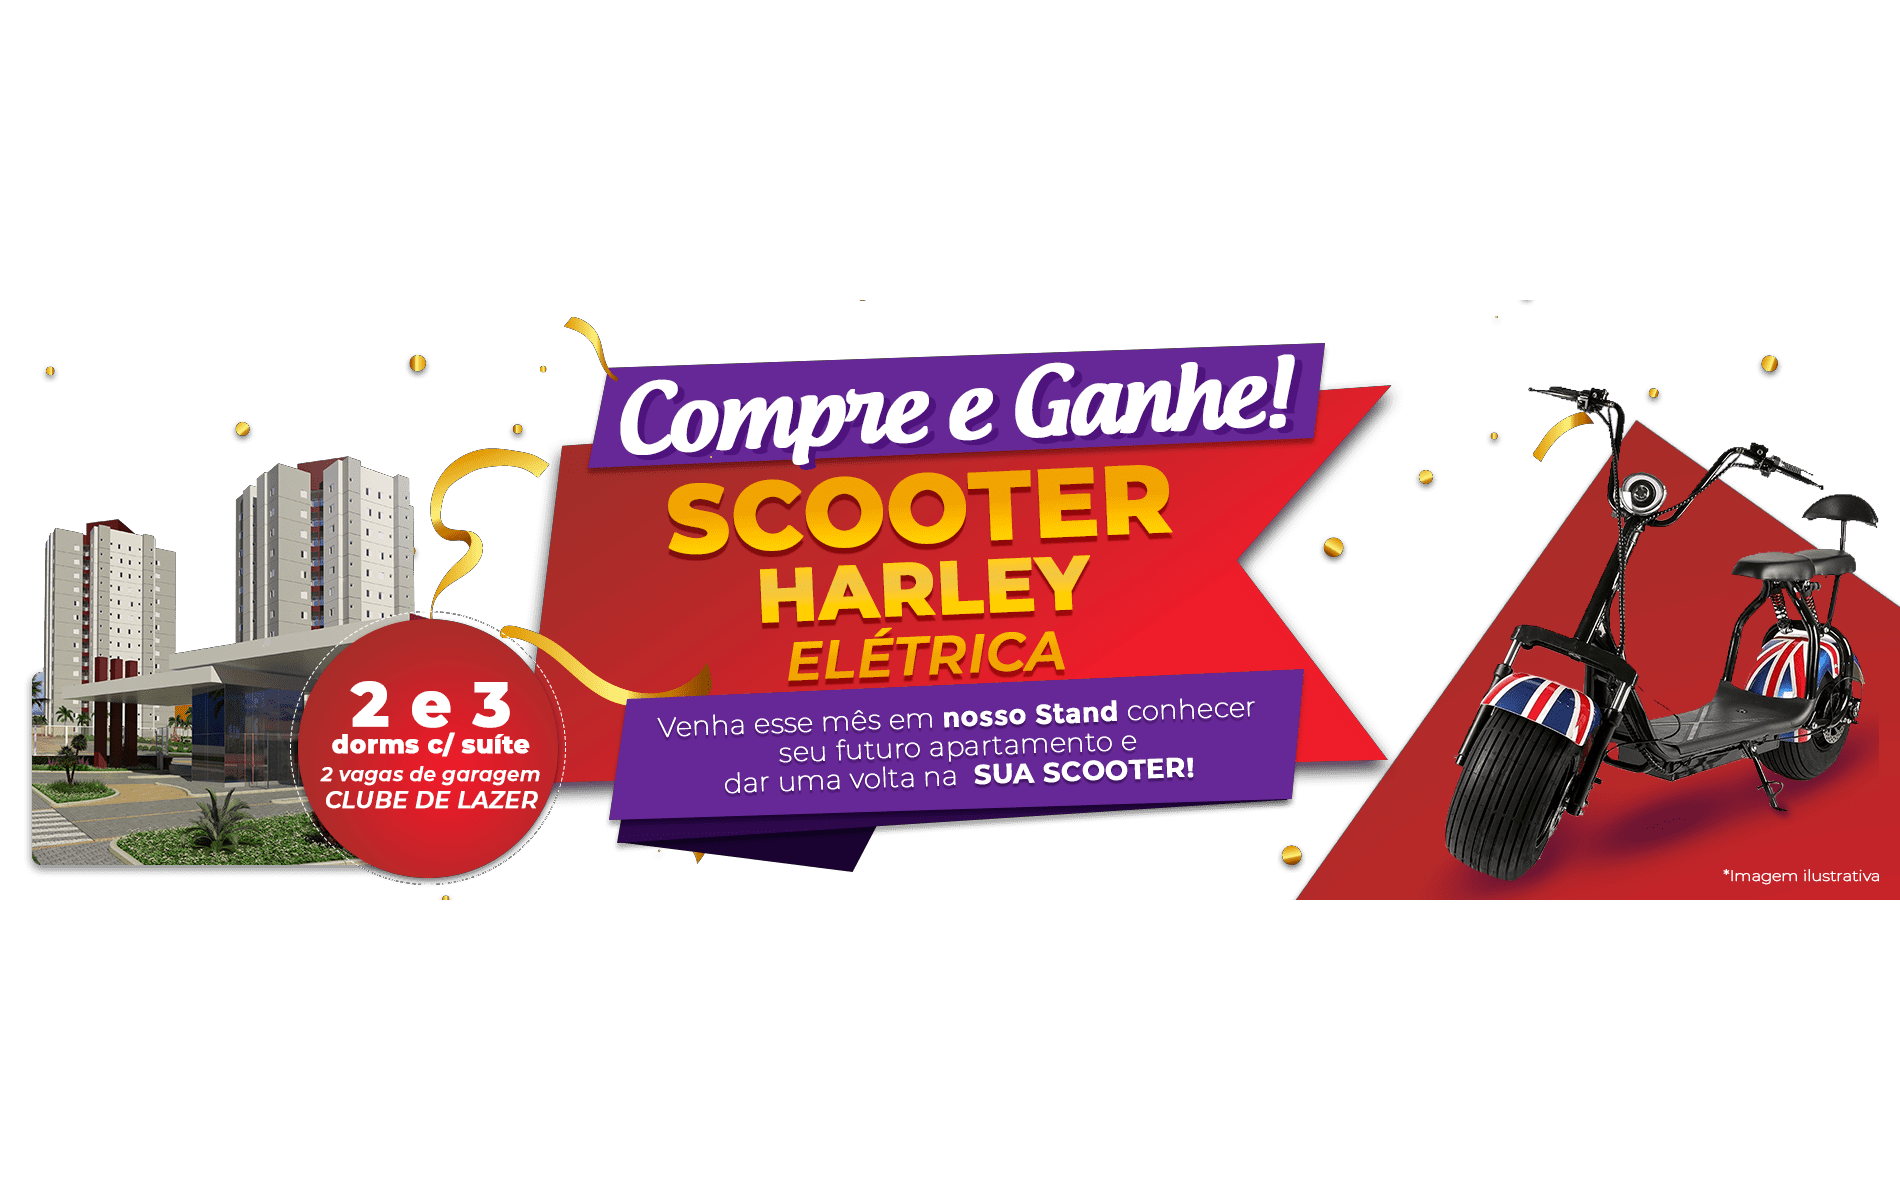 Compre e Ganhe!
SCOOTER
HARLEY
ELÉTRICA
Venha esse mês em nosso Stand conhecer
seu futuro apartamento e
dar uma volta na SUA SCOOTER!
2 e 3
dorms c/ suíte
2 vagas de garagem
CLUBE DE LAZER
*Imagem ilustrativa